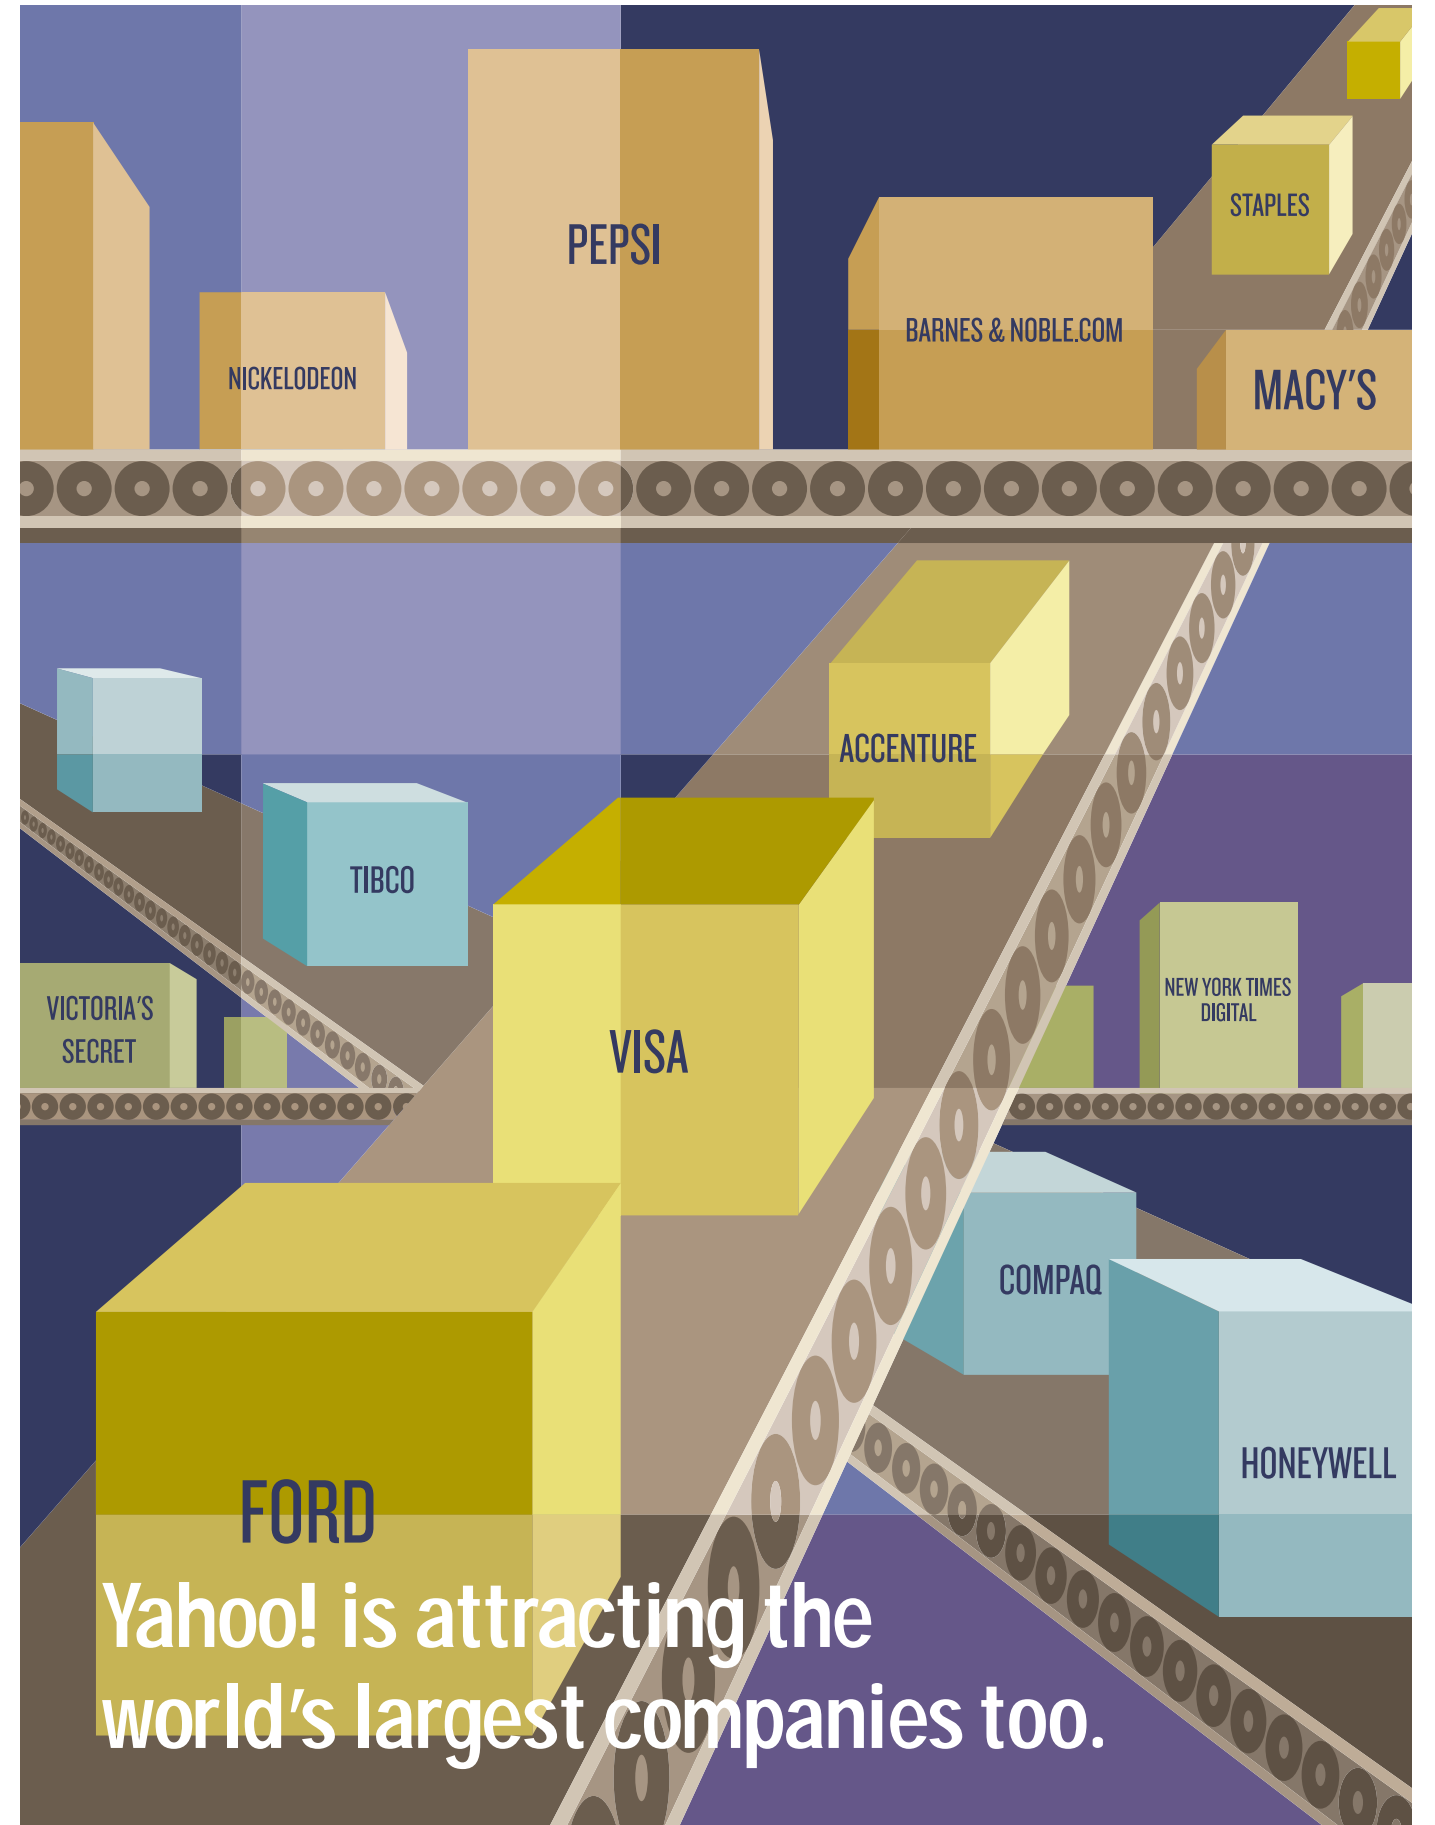 STAPLES
PEPSI
BARNES & NOBLE.COM
NICKELODEON
MACY'S
ACCENTURE
TIBCO
NEW YORK TIMES
DIGITAL
VICTORIA'S
SECRET
VISA
COMPAQ
HONEYWELL
FORD
Yahoo! is attracting the
world's largest companies too.